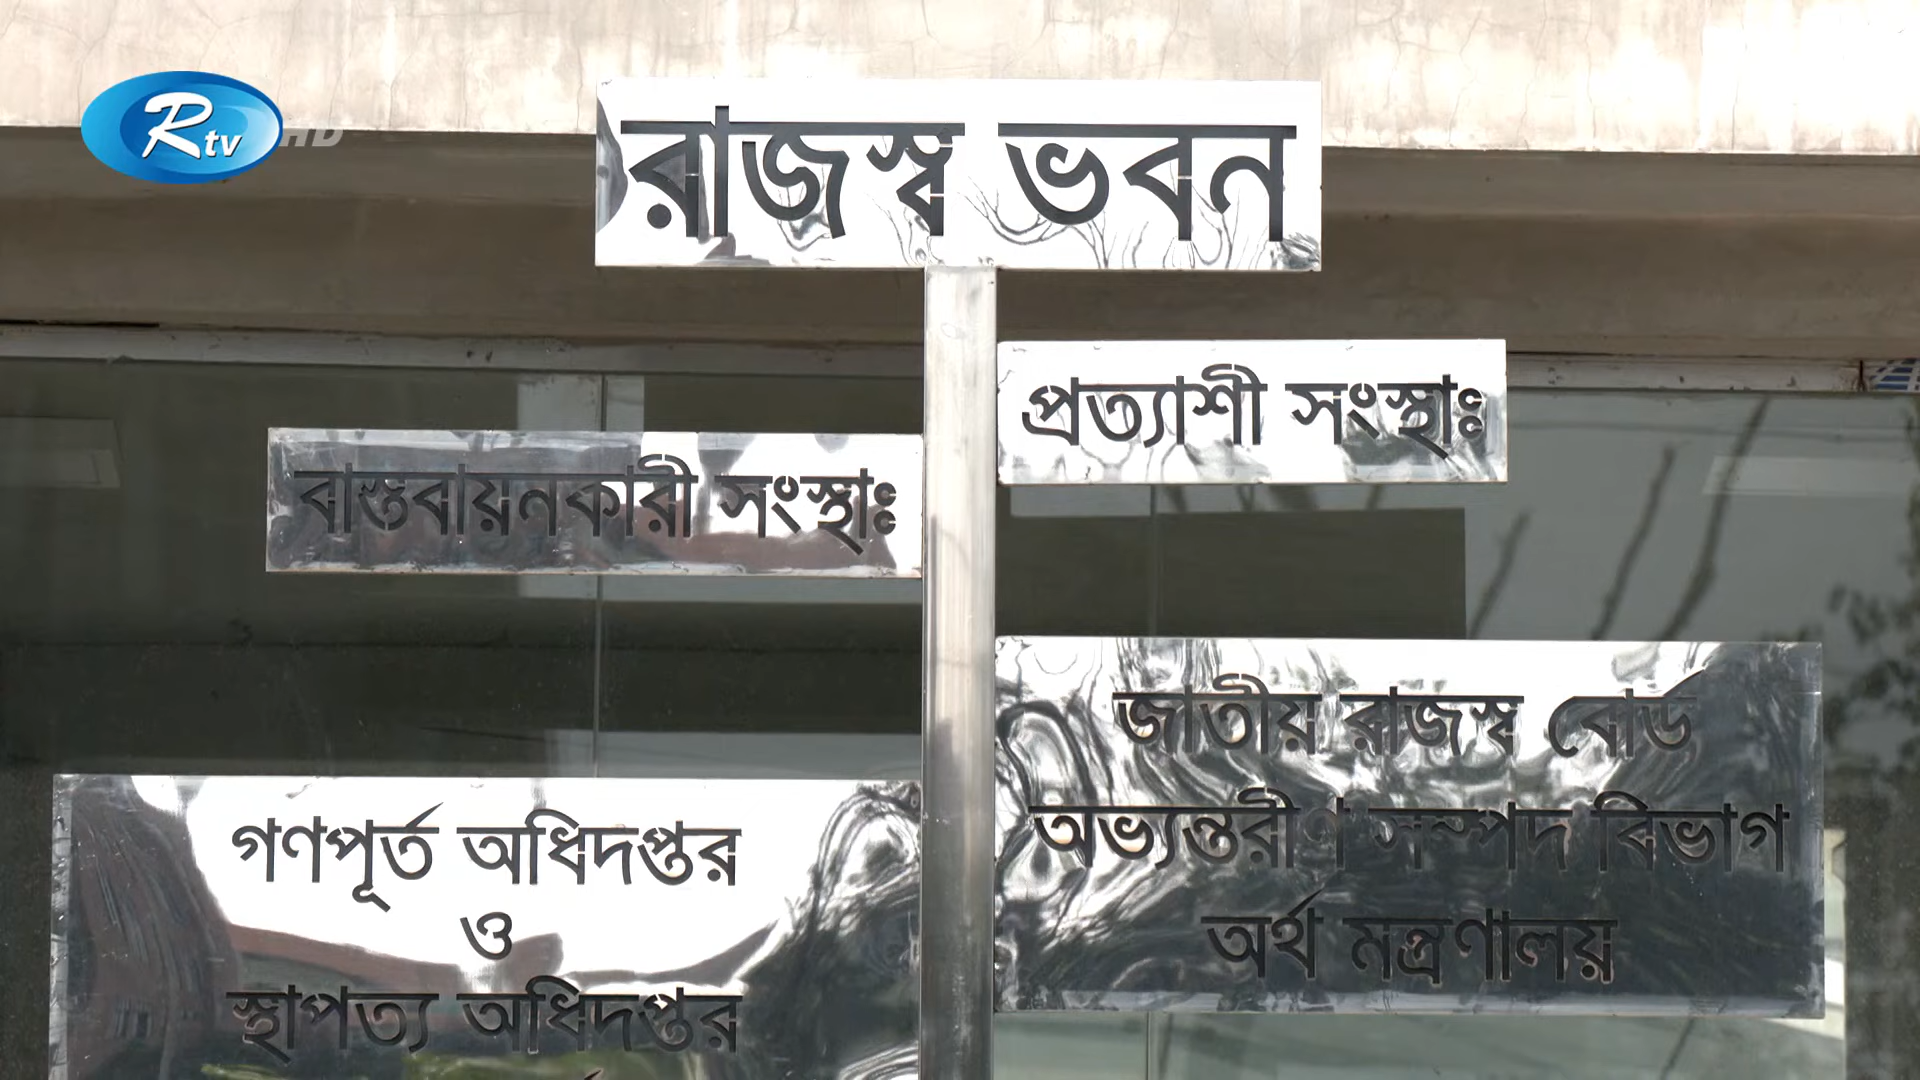 Rtv HD
রাজস্ব ভবন
প্রত্যাশী সংস্থাঃ
বাস্তবায়নকারী সংস্থাঃ
জাতীয় রাজস্ব বোর্ড
অভ্যন্তরীণ সম্পদ বিভাগ
অর্থ মন্ত্রণালয়
গণপূর্ত অধিদপ্তর
ও
স্থাপত্য অধিদপ্তর